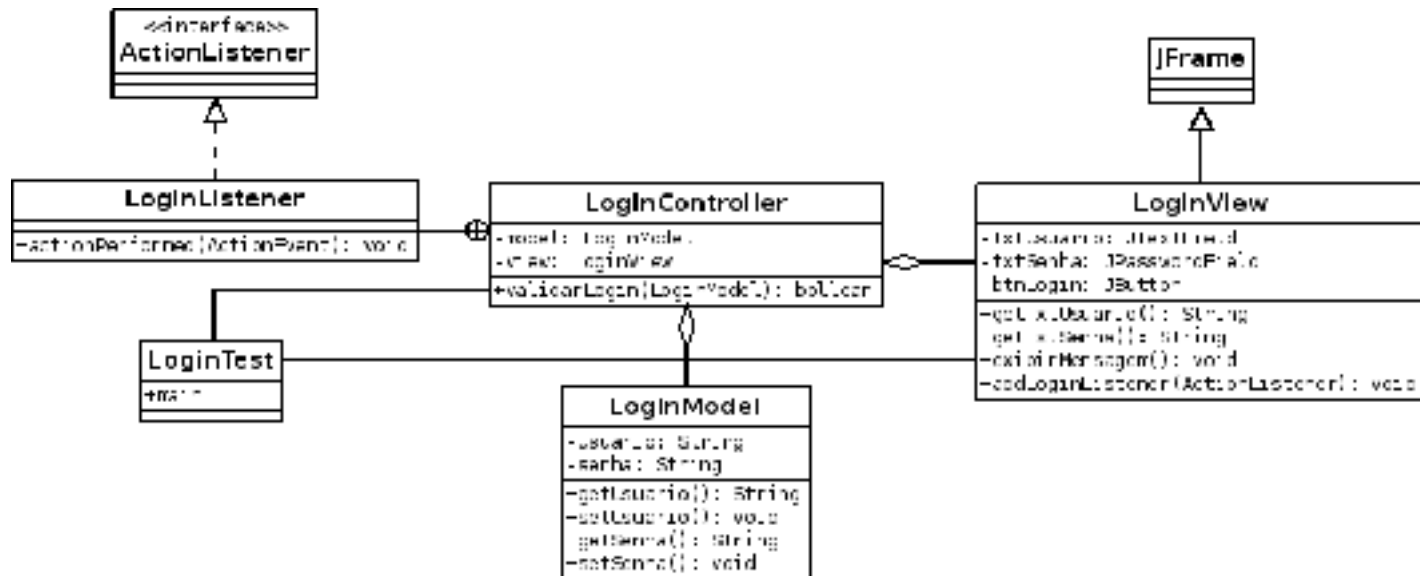 <<interface>>
ActionListener
JFrame
LoginListener
+actionPerformed(ActionEvent): void
LoginController
-model: LoginModel
-view: LoginView
+validarLogin(LoginModel): bollean
LoginView
-txtUsuario: JTextField
-txtSenha: JPasswordField
-btnLogin: JButton
+getTxtUsuario(): String
+getTxtSenha(): String
+exibirMensagem(): void
+addLoginListener(ActionListener): void
LoginTest
+main
LoginModel
-usuario: String
-senha: String
+getUsuario(): String
+setUsuario(): void
+getSenha(): String
+setSenha(): void